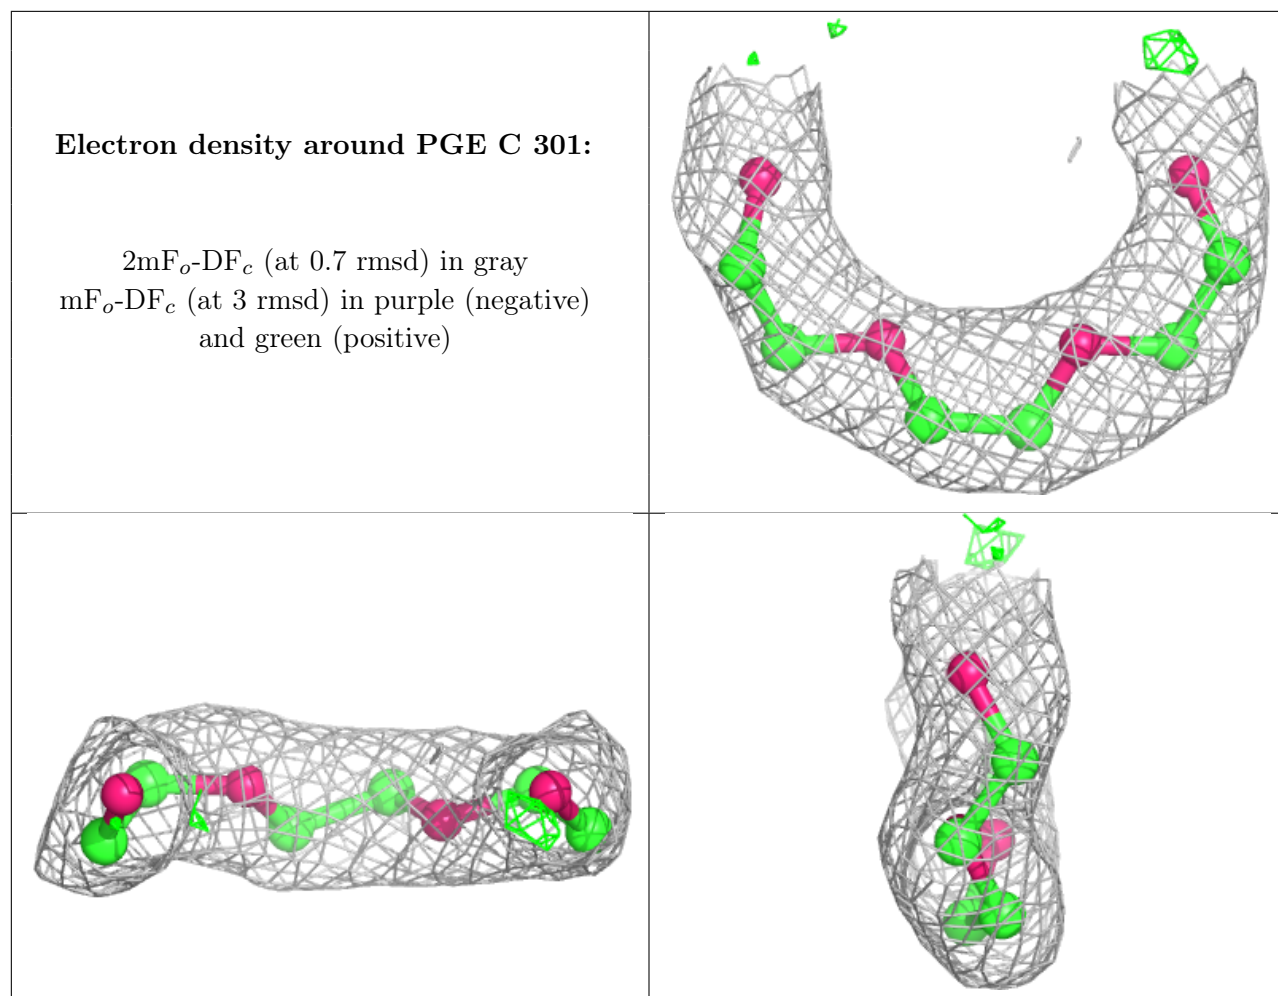 Electron density around PGE C 301:
2mFo-DFc (at 0.7 rmsd) in gray
mFo-DFc (at 3 rmsd) in purple (negative)
and green (positive)